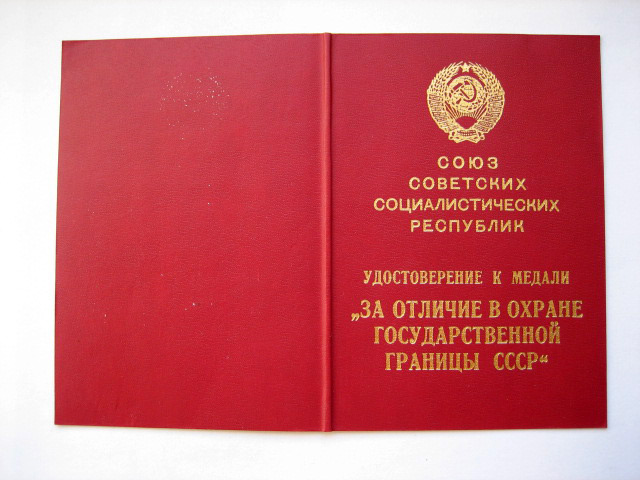 СОЮЗ
СОВЕТСКИХ
СОЦИАЛИСТИЧЕСКИХ
РЕСПУБЛИК
УДОСТОВЕРЕНИЕ К МЕДАЛИ
„ЗА ОТЛИЧИЕ В ОХРАНЕ
ГОСУДАРСТВЕННОЙ
ГРАНИЦЫ СССР“